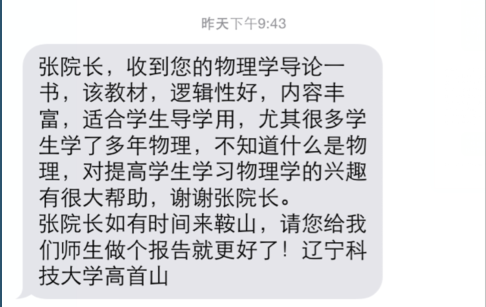 昨天下午9:43
张院长，收到您的物理学导论一
书，该教材，逻辑性好，内容丰
富，适合学生导学用，尤其很多学
生学了多年物理，不知道什么是物
理，对提高学生学习物理学的兴趣
有很大帮助，谢谢张院长。
张院长如有时间来鞍山，请您给我
们师生做个报告就更好了！辽宁科
技大学高首山